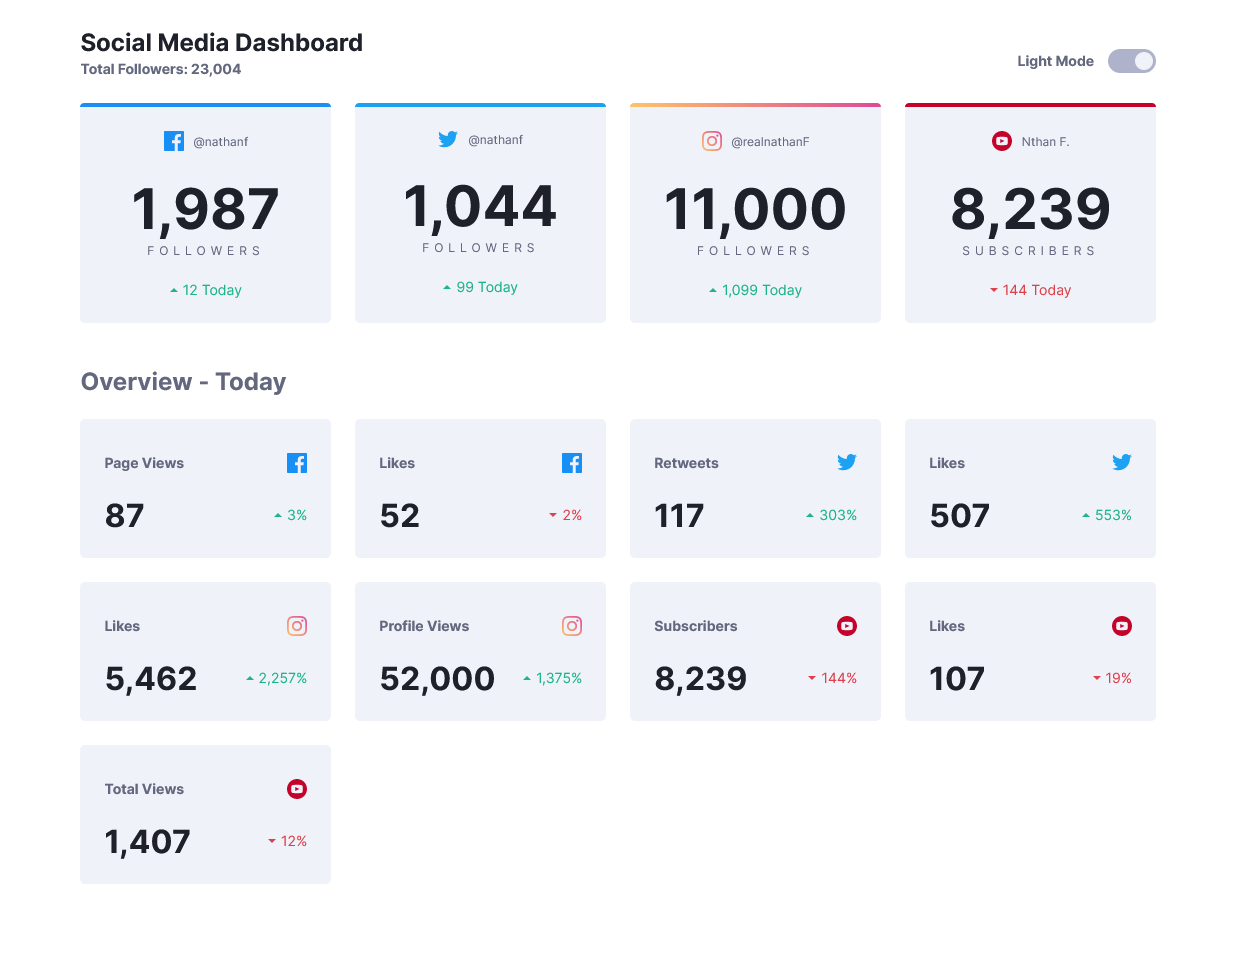 Social Media Dashboard
Total Followers: 23,004
Light Mode
@nathanf
1,987
FOLLOWERS
12 Today
@nathanf
1,044
FOLLOWERS
99 Today
@realnathanF
11,000
FOLLOWERS
1,099 Today
Nthan F.
8,239
SUBSCRIBERS
144 Today
Overview - Today
Page Views
87
3%
Likes
52
2%
Retweets
117
303%
Likes
507
553%
Likes
5,462
2,257%
Profile Views
52,000
1,375%
Subscribers
8,239
144%
Likes
107
19%
Total Views
1,407
12%